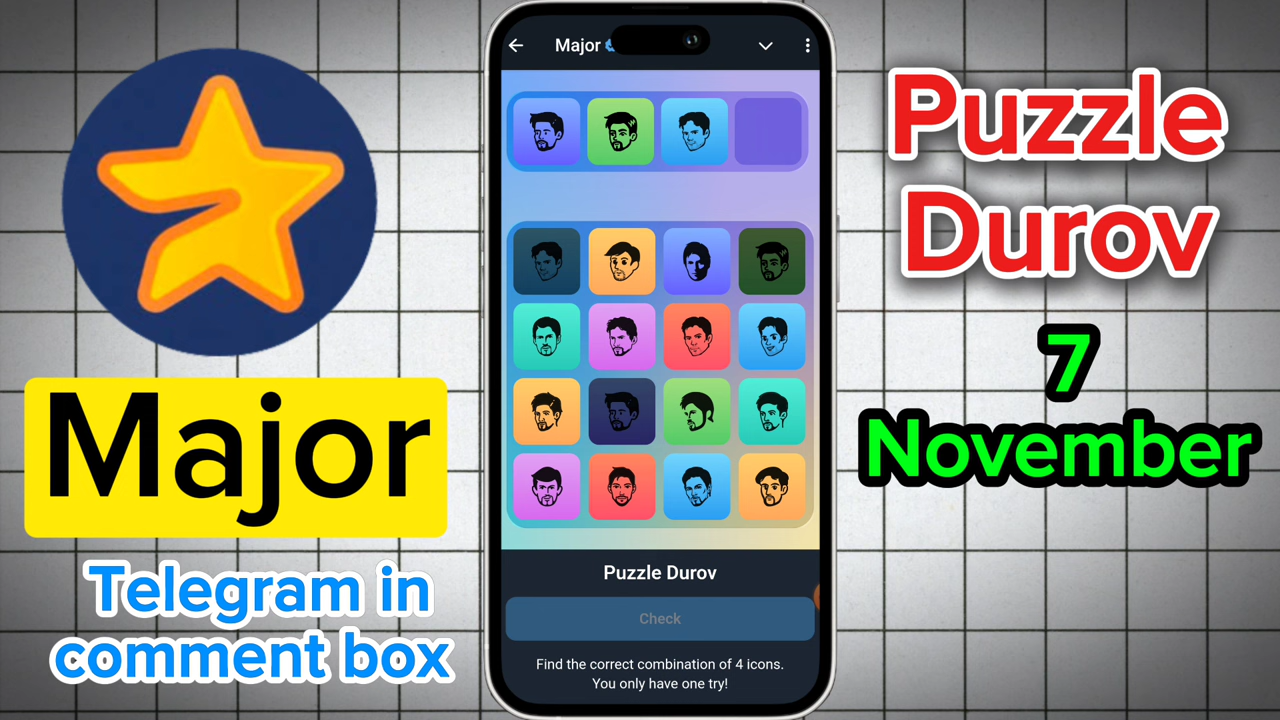 Major
Telegram in
comment box
Major
Puzzle Durov
Check
Find the correct combination of 4 icons.
You only have one try!
Puzzle
Durov
7
November